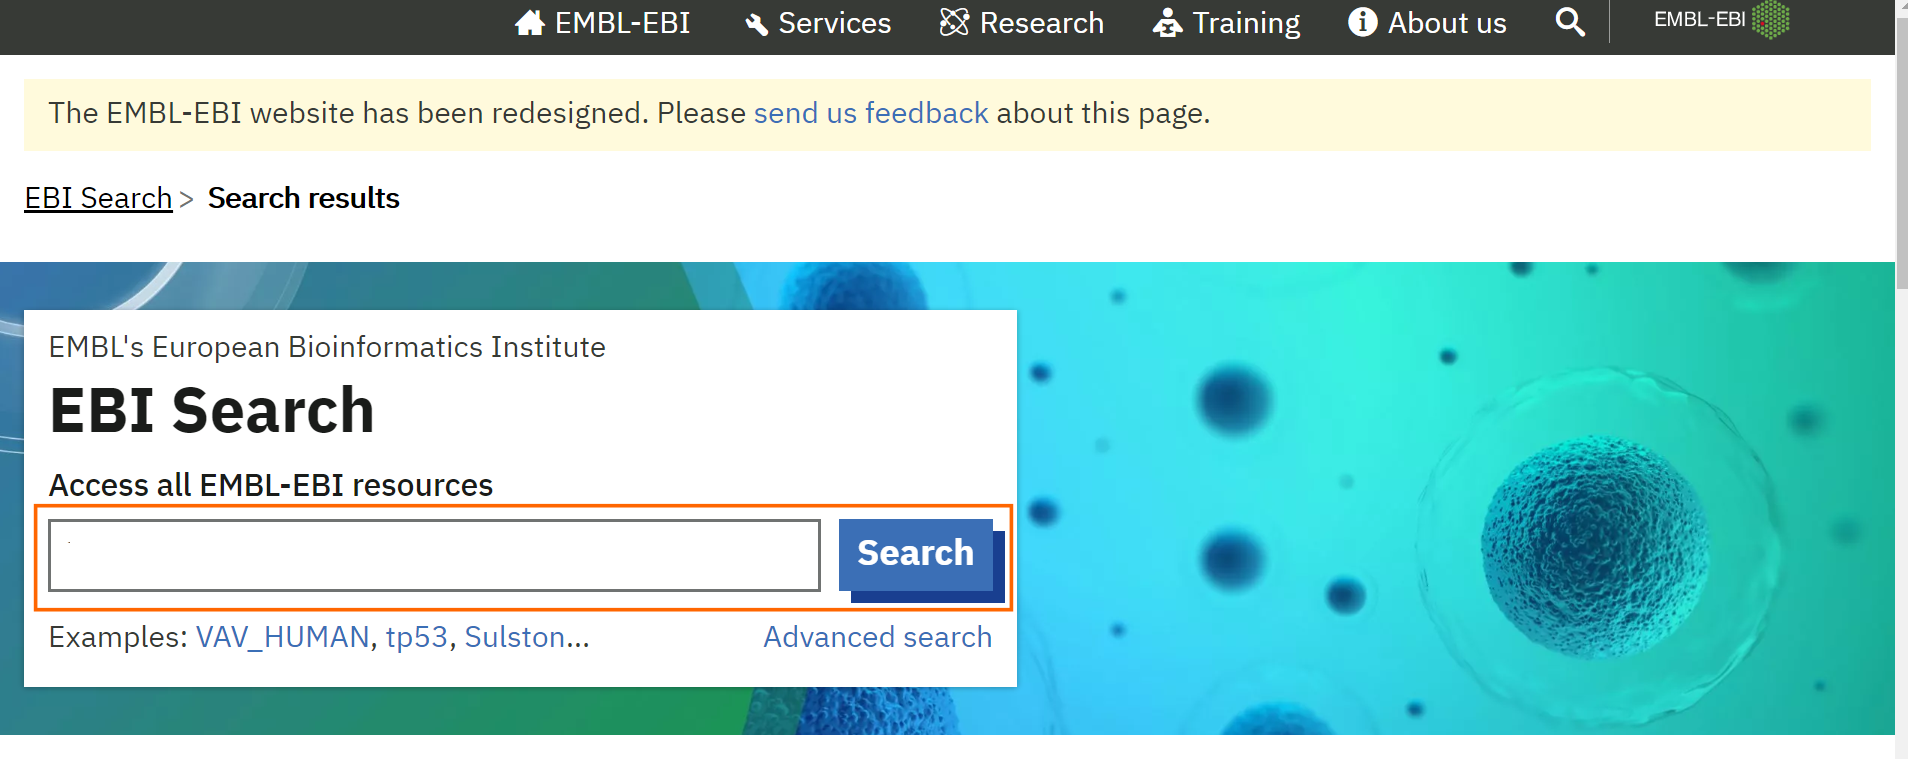 EMBL-EBI Services Research Training About us EMBL-EBI
The EMBL-EBI website has been redesigned. Please send us feedback about this page.
EBI Search > Search results
EMBL's European Bioinformatics Institute
EBI Search
Access all EMBL-EBI resources
Search
Examples: VAV_HUMAN, tp53, Sulston... Advanced search